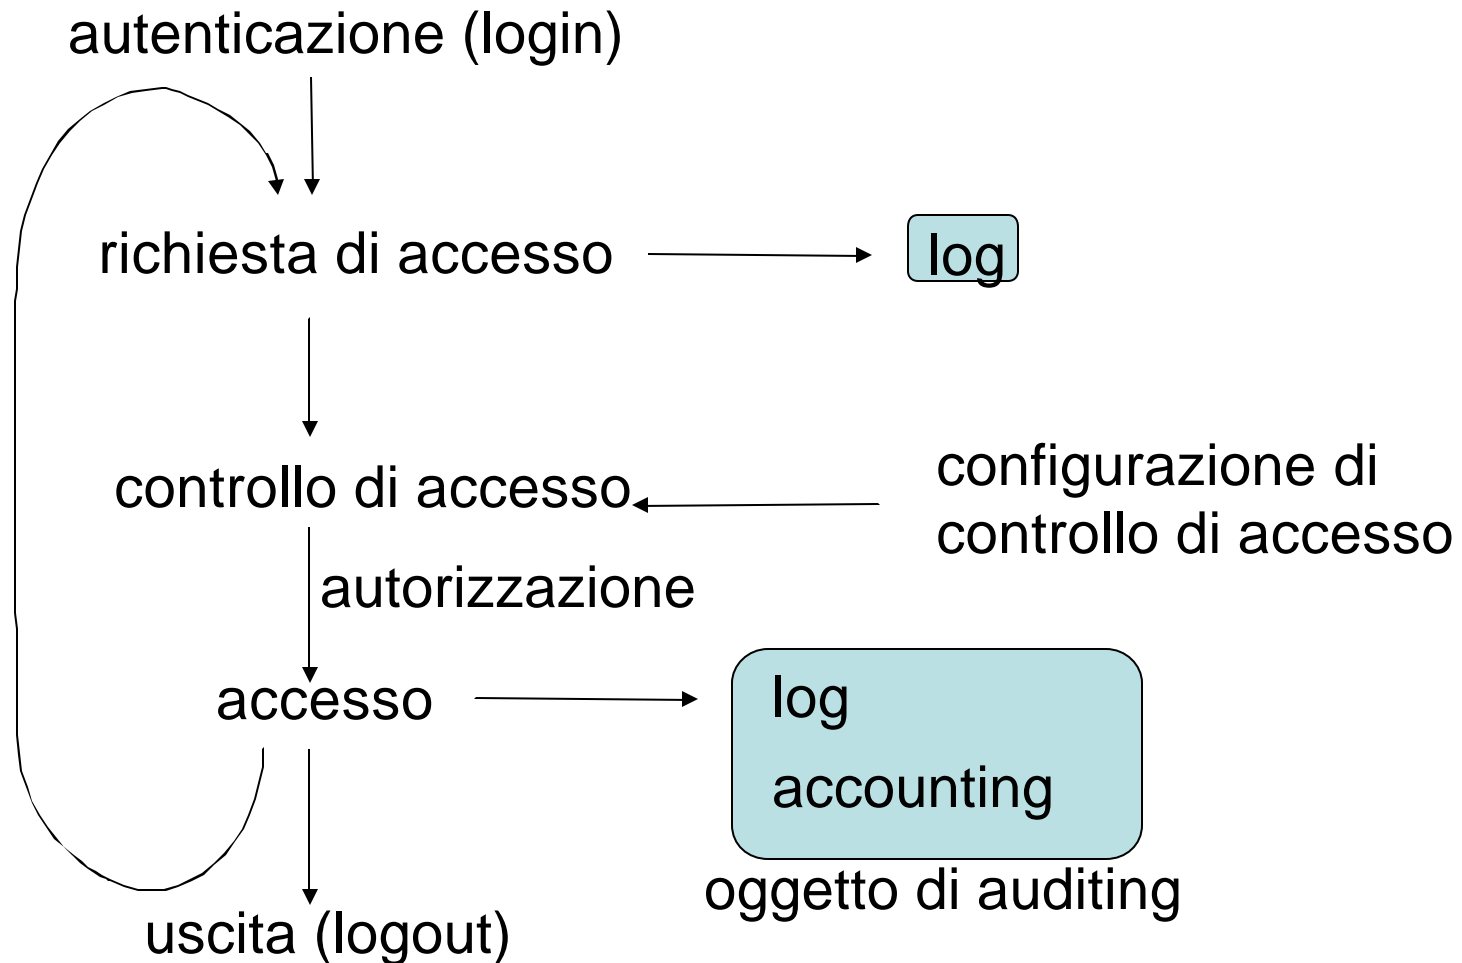 autenticazione (login)
richiesta di accesso
log
controllo di accesso
configurazione di
controllo di accesso
autorizzazione
accesso
log
accounting
oggetto di auditing
uscita (logout)